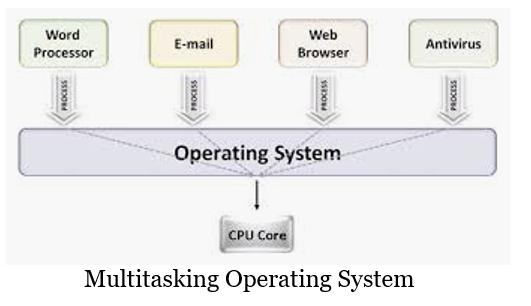 Word
Processor
E-mail
Web
Browser
Antivirus
PROCESS
PROCESS
PROCESS
PROCESS
Operating System
CPU Core
Multitasking Operating System